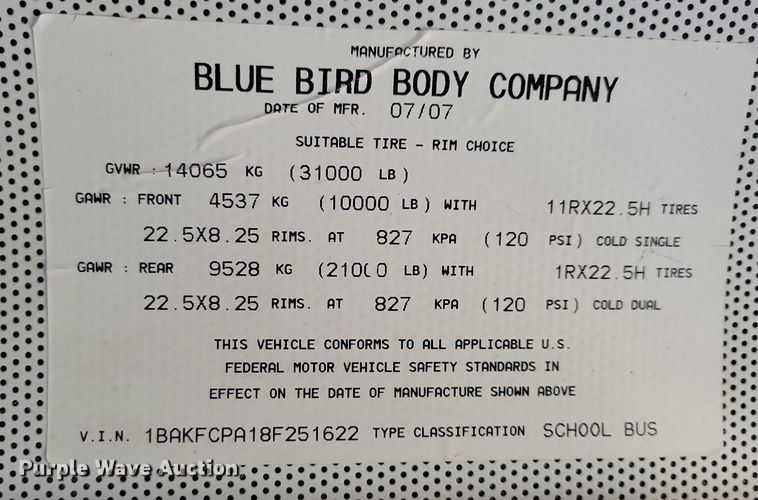 MANUFACTURED BY
BLUE BIRD BODY COMPANY
DATE OF MFR. 07/07
SUITABLE TIRE - RIM CHOICE
GVWR : 14065 KG (31000 LB)
GAWR : FRONT 4537 KG (10000 LB) WITH 11RX22.5H TIRES
22.5X8.25 RIMS. AT 827 KPA (120 PSI) COLD SINGLE
GAWR : REAR 9528 KG (21000 LB) WITH 1RX22.5H TIRES
22.5X8.25 RIMS. AT 827 KPA (120 PSI) COLD DUAL
THIS VEHICLE CONFORMS TO ALL APPLICABLE U.S.
FEDERAL MOTOR VEHICLE SAFETY STANDARDS IN
EFFECT ON THE DATE OF MANUFACTURE SHOWN ABOVE
V.I.N. 1BAKFCPA18F251622 TYPE CLASSIFICATION SCHOOL BUS
Purple Wave Auction